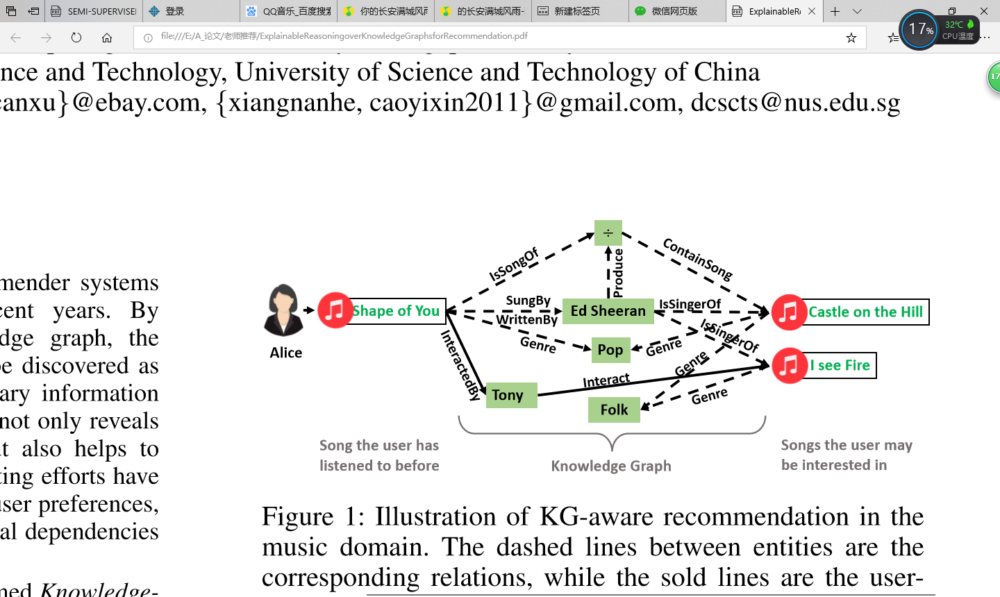 SEMI-SUPERVISEI
登录
QQ音乐_百度搜索
你的长安满城风雨
的长安满城风雨-
新建标签页
微信网页版
ExplainableRe
file:///E:/A_论文/老师推荐/ExplainableReasoningoverKnowledgeGraphsforRecommendation.pdf
17%
32℃
CPU温度
17
nce and Technology, University of Science and Technology of China
canxu}@ebay.com, {xiangnanhe, caoyixin2011}@gmail.com, dcscts@nus.edu.sg
mender systems
cent years. By
dge graph, the
be discovered as
ary information
not only reveals
ut also helps to
ting efforts have
user preferences,
al dependencies
med Knowledge-
÷
IsSongOf
Produce
ContainSong
Shape of You
SungBy
WrittenBy
Ed Sheeran
IsSingerOf
IsSingerOf
Castle on the Hill
Alice
Genre
Pop
Genre
Genre
I see Fire
InteractedBy
Tony
Interact
Folk
Genre
Song the user has
listened to before
Knowledge Graph
Songs the user may
be interested in
Figure 1: Illustration of KG-aware recommendation in the
music domain. The dashed lines between entities are the
corresponding relations, while the sold lines are the user-